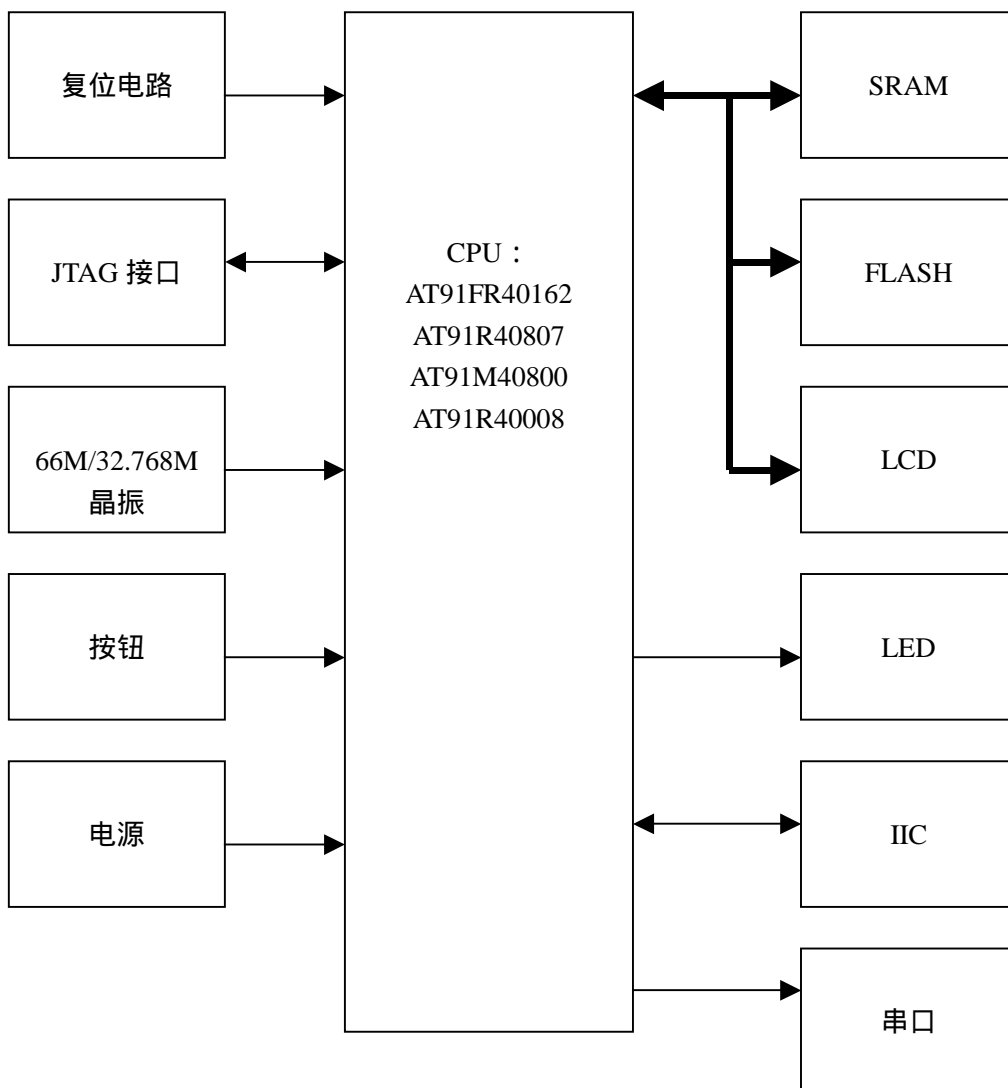 复位电路
JTAG 接口
66M/32.768M
晶振
按钮
电源
CPU：
AT91FR40162
AT91R40807
AT91M40800
AT91R40008
SRAM
FLASH
LCD
LED
IIC
串口